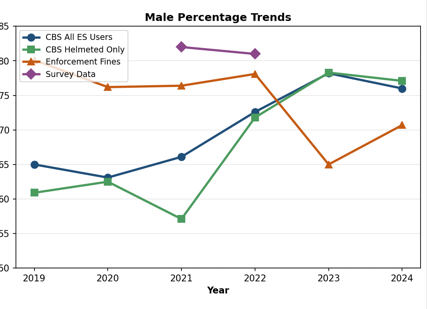 Male Percentage Trends
85
CBS All ES Users
CBS Helmeted Only
Enforcement Fines
Survey Data
80
75
70
65
60
55
50
2019 2020 2021 2022 2023 2024
Year